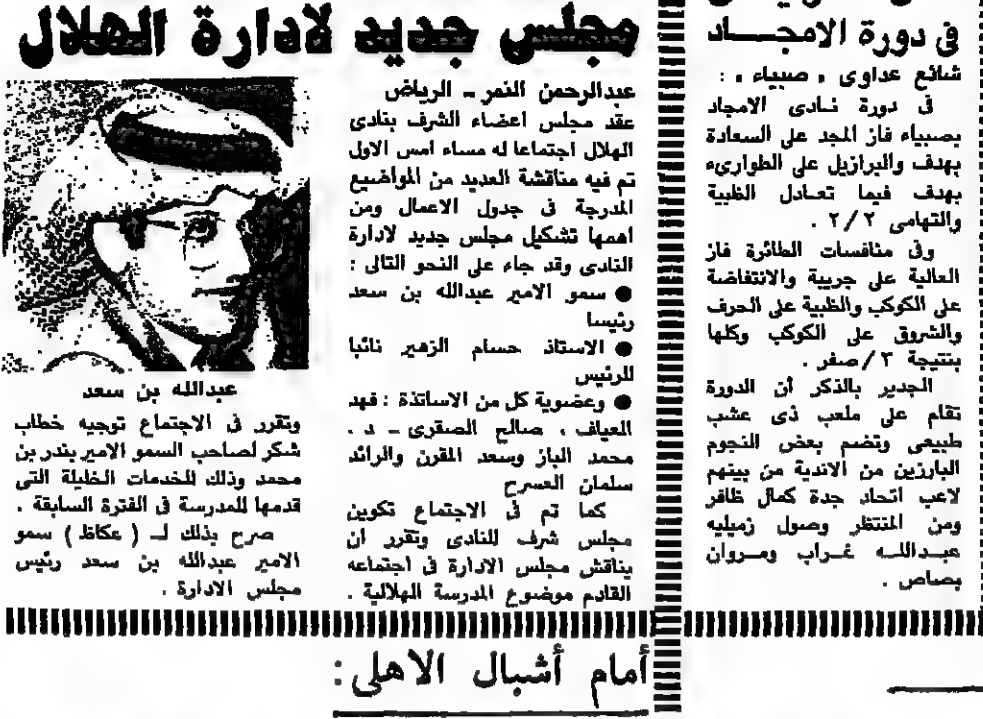 مجلس جديد لادارة الهلال
عبدالرحمن النمر ـ الرياض
عقد مجلس اعضاء الشرف بنادى
الهلال اجتماعا له مساء امس الاول
تم فيه مناقشة العديد من المواضيع
المدرجة فى جدول الاعمال ومن
اهمها تشكيل مجلس جديد لادارة
النادى وقد جاء على النحو التالى :
● سمو الامير عبدالله بن سعد
رئيسا
● الاستاذ حسام الزهير نائبا
للرئيس
● وعضوية كل من الاساتذة : فهد
العياف ، صالح الصقرى ـ د .
محمد الباز وسعد المقرن والرائد
سلمان العسرح
كما تم فى الاجتماع تكوين
مجلس شرف للنادى وتقرر ان
يناقش مجلس الادارة فى اجتماعه
القادم موضوع المدرسة الهلالية .
عبدالله بن سعد
وتقرر فى الاجتماع توجيه خطاب
شكر لصاحب السمو الامير بندر بن
محمد وذلك للخدمات الخليلة التى
قدمها للمدرسة فى الفترة السابقة .
صرح بذلك لـ ( عكاظ ) سمو
الامير عبدالله بن سعد رئيس
مجلس الادارة .
فى دورة الامجـــاد
شائع عداوى « صبياء » :
فى دورة نـادى الامجاد
بصبياء فاز المجد على السعادة
بهدف والبرازيل على الطوارىء
بهدف فيما تعـادل الظبية
والتهامى ٢/٢ .
وفى منافسات الطائرة فاز
العالية على جريبة والانتفاضة
على الكوكب والظبية على الحرف
والشروق على الكوكب وكلها
بنتيجة ٣/صفر .
الجدير بالذكر أن الدورة
تقام على ملعب ذى عشب
طبيعى وتضم بعض النجوم
البارزين من الاندية من بينهم
لاعب اتحاد جدة كمال ظافر
ومن المنتظر وصول زميليه
عبـداللـه غـراب ومـروان
بصاص .
أمام أشبال الاهلى :